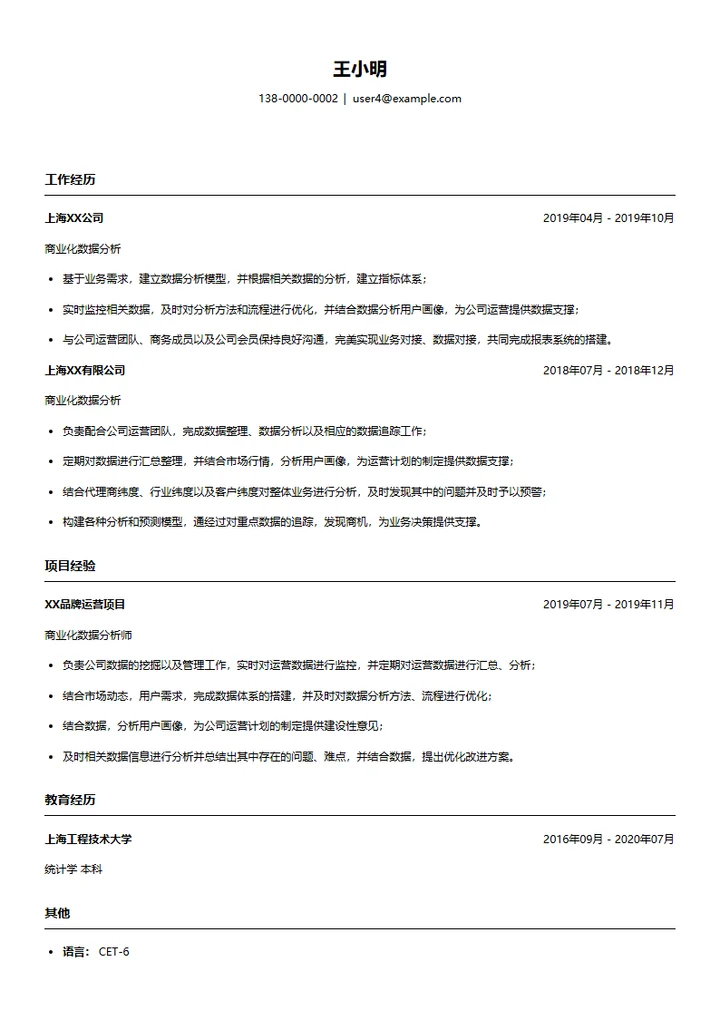 王小明
138-0000-0002 | user4@example.com
工作经历
上海XX公司 2019年04月 - 2019年10月
商业化数据分析
• 基于业务需求，建立数据分析模型，并根据相关数据的分析，建立指标体系；
• 实时监控相关数据，及时对分析方法和流程进行优化，并结合数据分析用户画像，为公司运营提供数据支撑；
• 与公司运营团队、商务成员以及公司会员保持良好沟通，完美实现业务对接、数据对接，共同完成报表系统的搭建。
上海XX有限公司 2018年07月 - 2018年12月
商业化数据分析
• 负责配合公司运营团队，完成数据整理、数据分析以及相应的数据追踪工作；
• 定期对数据进行汇总整理，并结合市场行情，分析用户画像，为运营计划的制定提供数据支撑；
• 结合代理商纬度、行业纬度以及客户纬度对整体业务进行分析，及时发现其中的问题并及时予以预警；
• 构建各种分析和预测模型，通经过对重点数据的追踪，发现商机，为业务决策提供支撑。
项目经验
XX品牌运营项目 2019年07月 - 2019年11月
商业化数据分析师
• 负责公司数据的挖掘以及管理工作，实时对运营数据进行监控，并定期对运营数据进行汇总、分析；
• 结合市场动态，用户需求，完成数据体系的搭建，并及时对数据分析方法、流程进行优化；
• 结合数据，分析用户画像，为公司运营计划的制定提供建设性意见；
• 及时相关数据信息进行分析并总结出其中存在的问题、难点，并结合数据，提出优化改进方案。
教育经历
上海工程技术大学 2016年09月 - 2020年07月
统计学 本科
其他
• 语言： CET-6